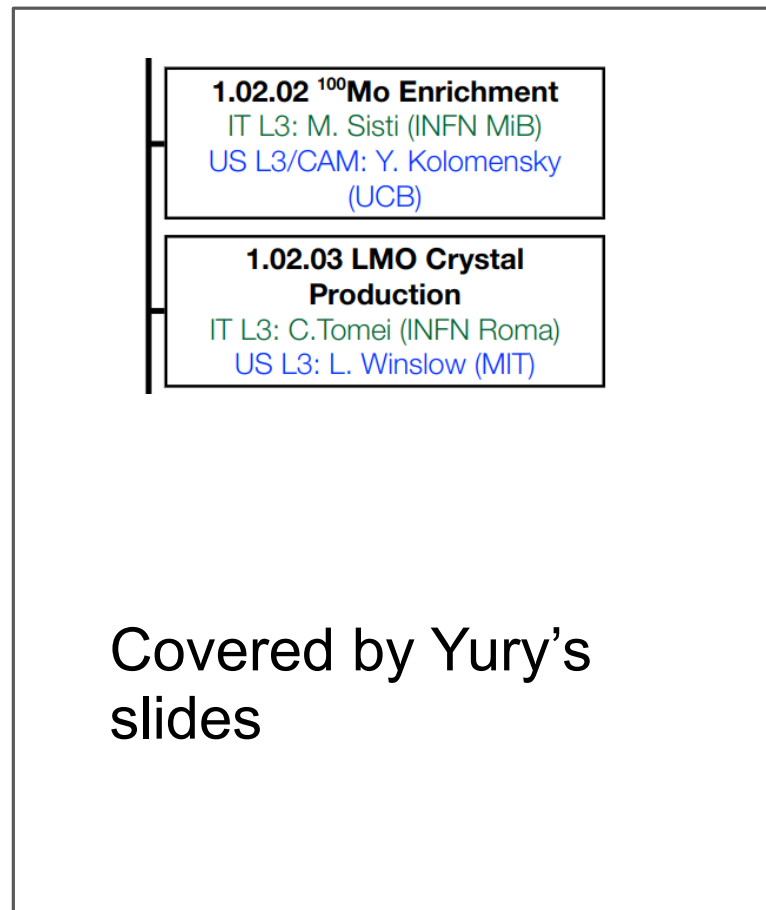 1.02.02 ¹⁰⁰Mo Enrichment
IT L3: M. Sisti (INFN MiB)
US L3/CAM: Y. Kolomensky
(UCB)
1.02.03 LMO Crystal
Production
IT L3: C.Tomei (INFN Roma)
US L3: L. Winslow (MIT)
Covered by Yury’s
slides